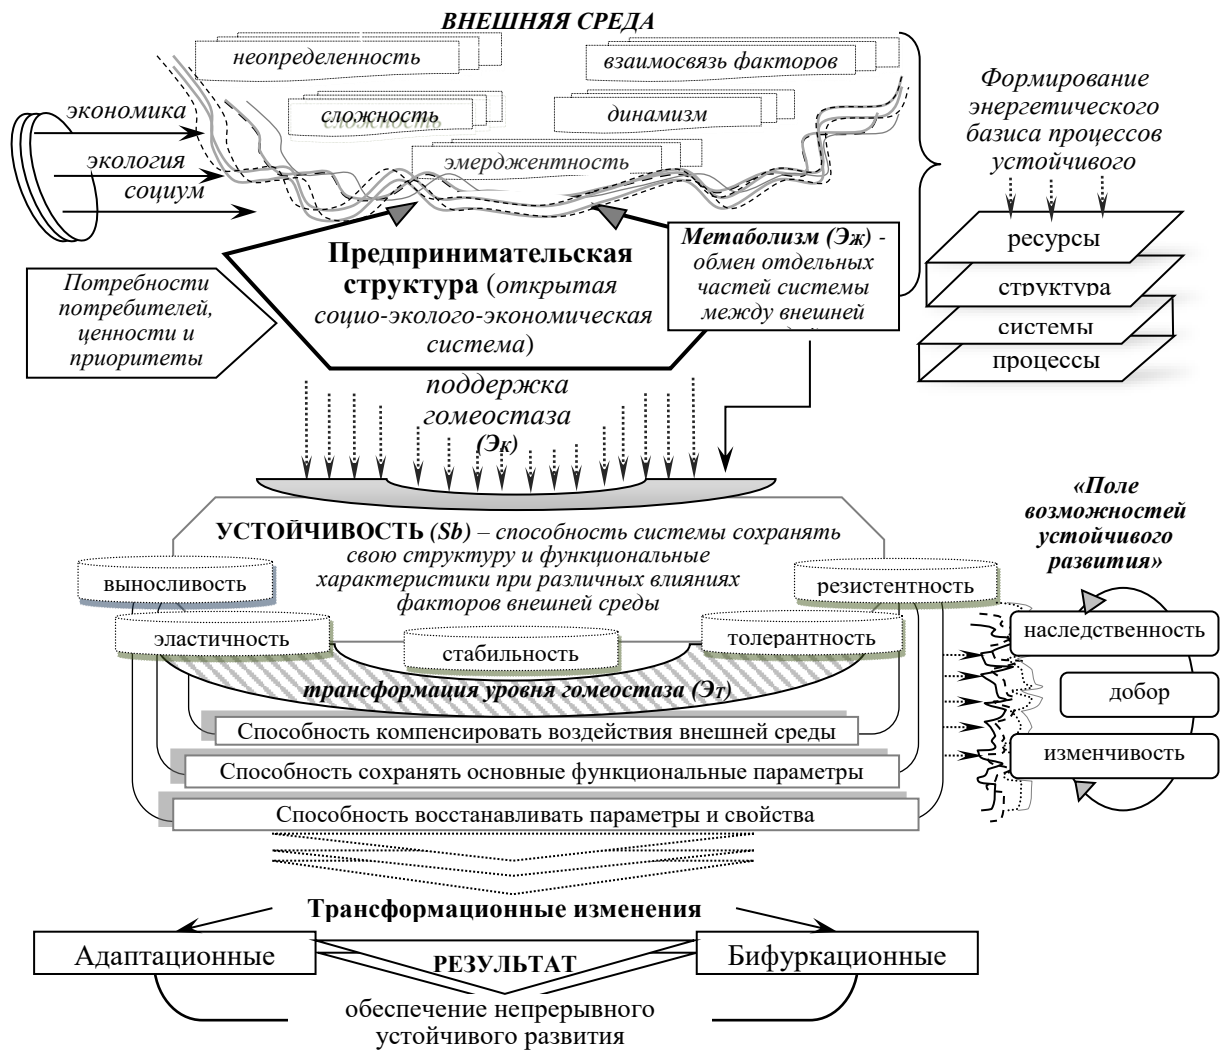 ВНЕШНЯЯ СРЕДА
неопределенность
взаимосвязь факторов
сложность
динамизм
эмерджентность
экономика
экология
социум
Формирование
энергетического
базиса процессов
устойчивого
ресурсы
структура
системы
процессы
Потребности
потребителей,
ценности и
приоритеты
Предпринимательская
структура (открытая
социо-эколого-экономическая
система)
Метаболизм (Эж) -
обмен отдельных
частей системы
между внешней
поддержка
гомеостаза
(Эк)
УСТОЙЧИВОСТЬ (Sb) – способность системы сохранять
свою структуру и функциональные
характеристики при различных влияниях
факторов внешней среды
выносливость
резистентность
эластичность
стабильность
толерантность
трансформация уровня гомеостаза (Эт)
Способность компенсировать воздействия внешней среды
Способность сохранять основные функциональные параметры
Способность восстанавливать параметры и свойства
«Поле
возможностей
устойчивого
развития»
наследственность
добор
изменчивость
Трансформационные изменения
Адаптационные
РЕЗУЛЬТАТ
Бифуркационные
обеспечение непрерывного
устойчивого развития